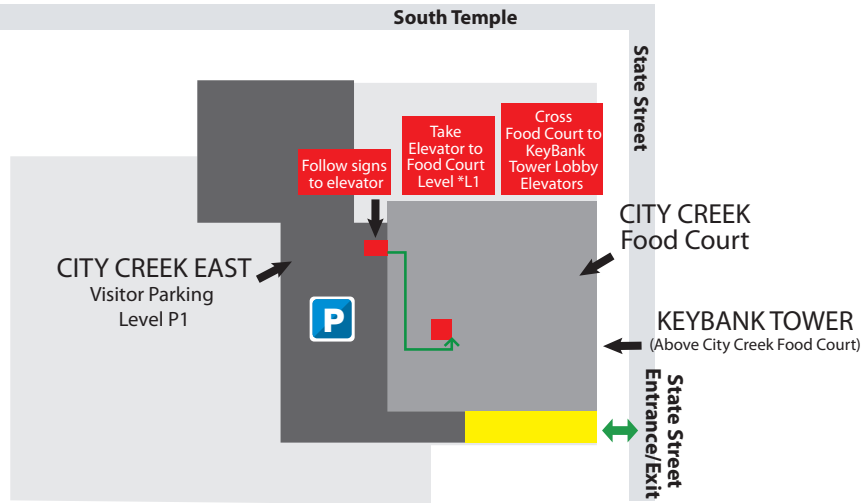 South Temple
State Street
Follow signs
to elevator
Take
Elevator to
Food Court
Level *L1
Cross
Food Court to
KeyBank
Tower Lobby
Elevators
CITY CREEK
Food Court
CITY CREEK EAST
Visitor Parking
Level P1
P
KEYBANK TOWER
(Above City Creek Food Court)
State Street
Entrance/Exit